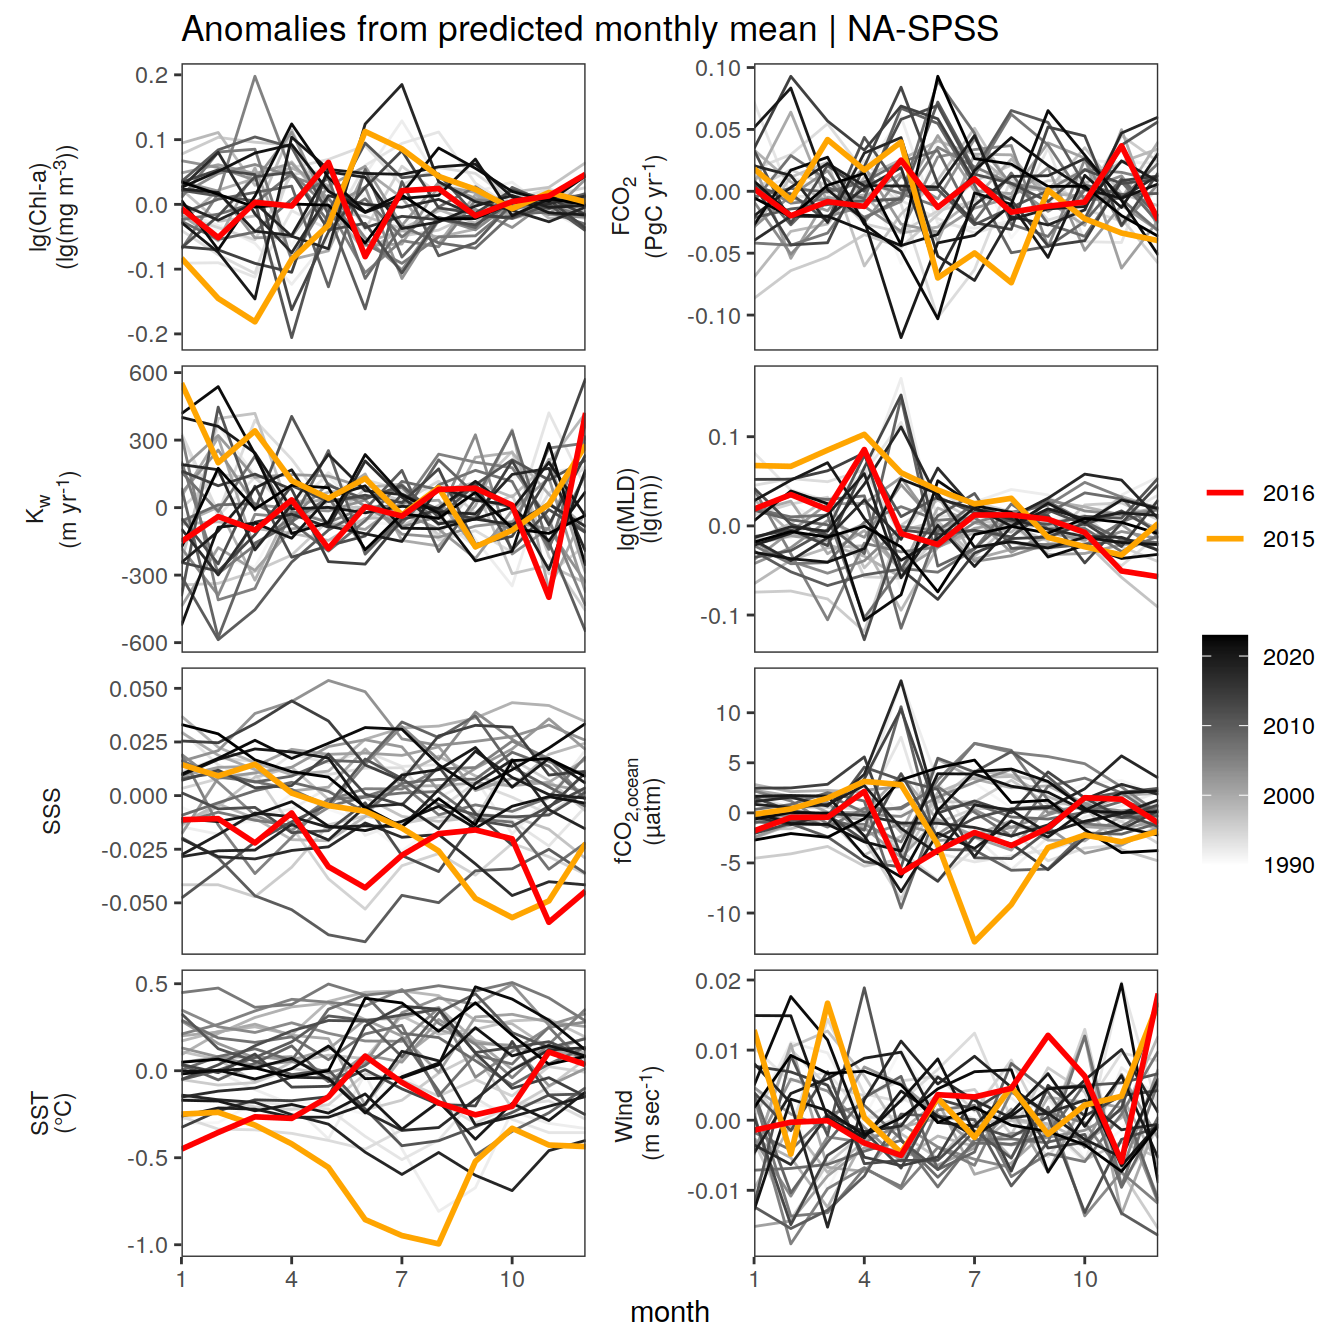 Anomalies from predicted monthly mean | NA-SPSS
lg(Chl-a)
(lg(mg m⁻³))
0.2
0.1
0.0
-0.1
-0.2
FCO₂
(PgC yr⁻¹)
0.10
0.05
0.00
-0.05
-0.10
K_w
(m yr⁻¹)
600
300
0
-300
-600
lg(MLD)
(lg(m))
0.1
0.0
-0.1
SSS
0.050
0.025
0.000
-0.025
-0.050
fCO₂,ocean
(µatm)
10
5
0
-5
-10
SST
(°C)
0.5
0.0
-0.5
-1.0
1 4 7 10
Wind
(m sec⁻¹)
0.02
0.01
0.00
-0.01
1 4 7 10
month
2016
2015
2020
2010
2000
1990